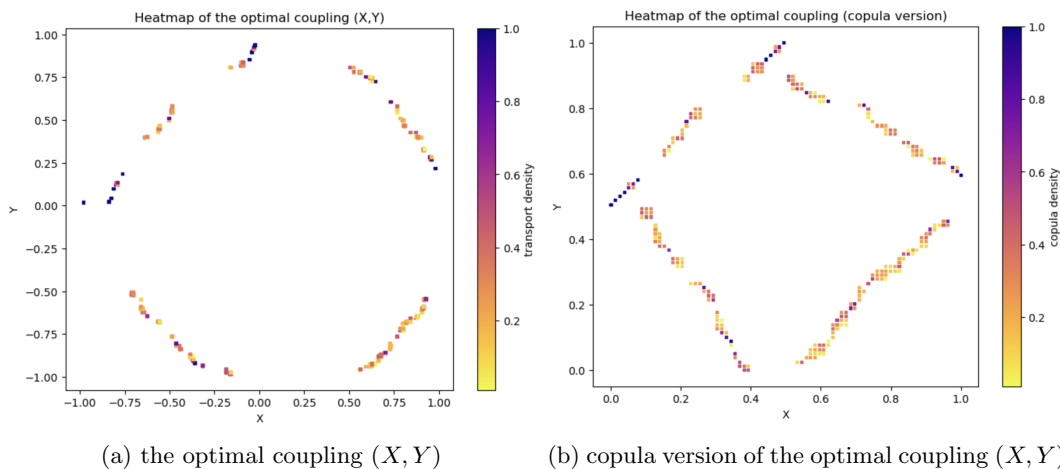 Heatmap of the optimal coupling (X,Y)
1.00
0.75
0.50
0.25
0.00
−0.25
−0.50
−0.75
−1.00
Y
−1.00 −0.75 −0.50 −0.25 0.00 0.25 0.50 0.75 1.00
X
1.0
0.8
0.6
0.4
0.2
transport density
(a) the optimal coupling (X, Y)
Heatmap of the optimal coupling (copula version)
1.0
0.8
0.6
0.4
0.2
0.0
Y
0.0 0.2 0.4 0.6 0.8 1.0
X
1.0
0.8
0.6
0.4
0.2
copula density
(b) copula version of the optimal coupling (X, Y)